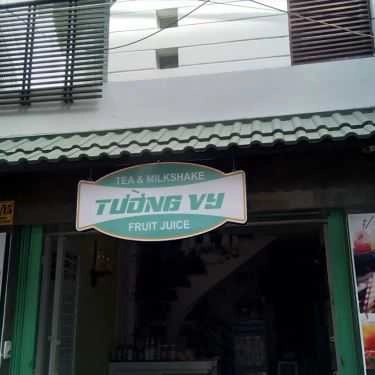 TEA & MILKSHAKE
TƯỜNG VY
FRUIT JUICE